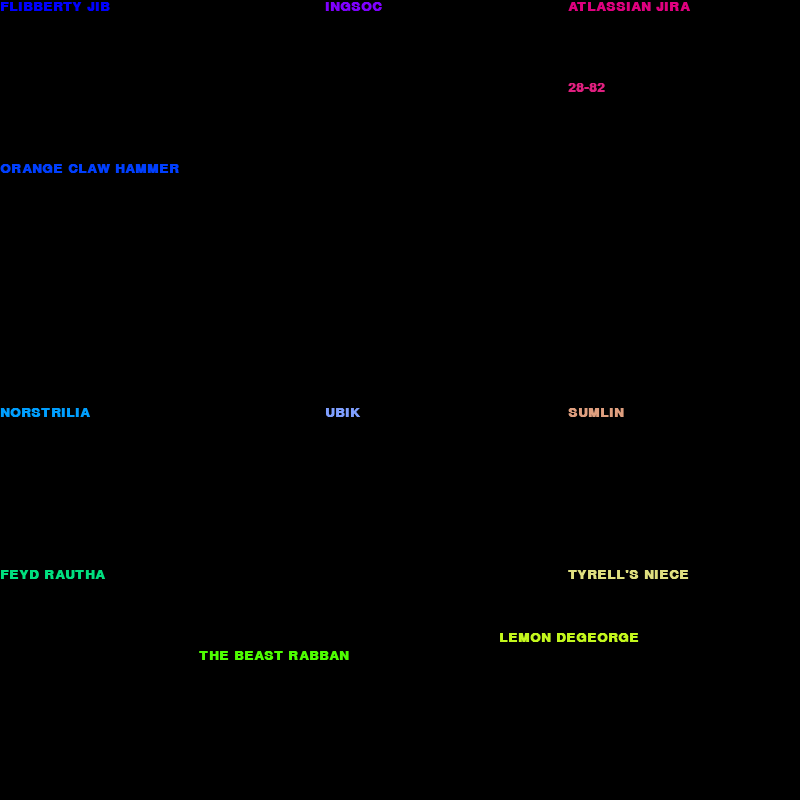 FLIBBERTY JIB
INGSOC
ATLASSIAN JIRA
28-82
ORANGE CLAW HAMMER
NORSTRILIA
UBIK
SUMLIN
FEYD RAUTHA
TYRELL'S NIECE
LEMON DEGEORGE
THE BEAST RABBAN